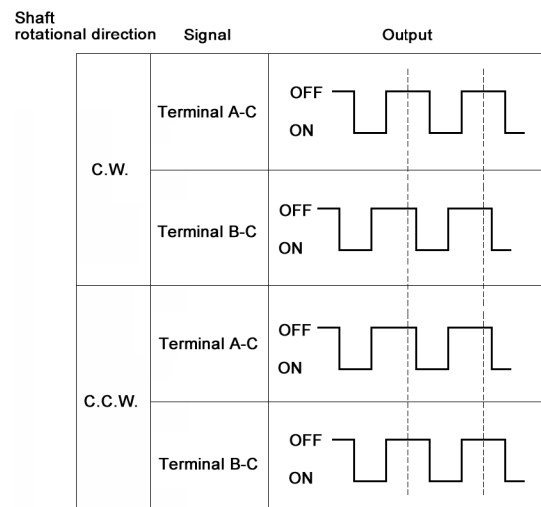 Shaft
rotational direction Signal Output
C.W.
Terminal A-C
OFF
ON
Terminal B-C
OFF
ON
C.C.W.
Terminal A-C
OFF
ON
Terminal B-C
OFF
ON